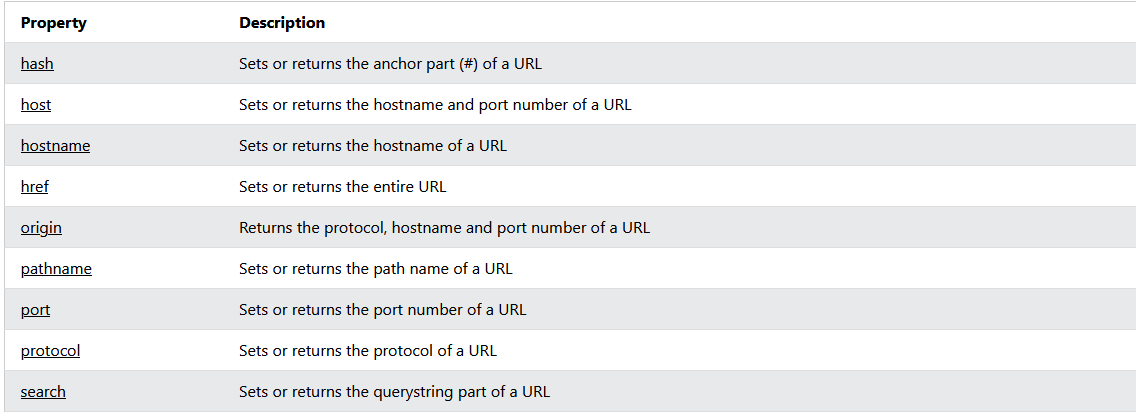 Property Description
hash Sets or returns the anchor part (#) of a URL
host Sets or returns the hostname and port number of a URL
hostname Sets or returns the hostname of a URL
href Sets or returns the entire URL
origin Returns the protocol, hostname and port number of a URL
pathname Sets or returns the path name of a URL
port Sets or returns the port number of a URL
protocol Sets or returns the protocol of a URL
search Sets or returns the querystring part of a URL